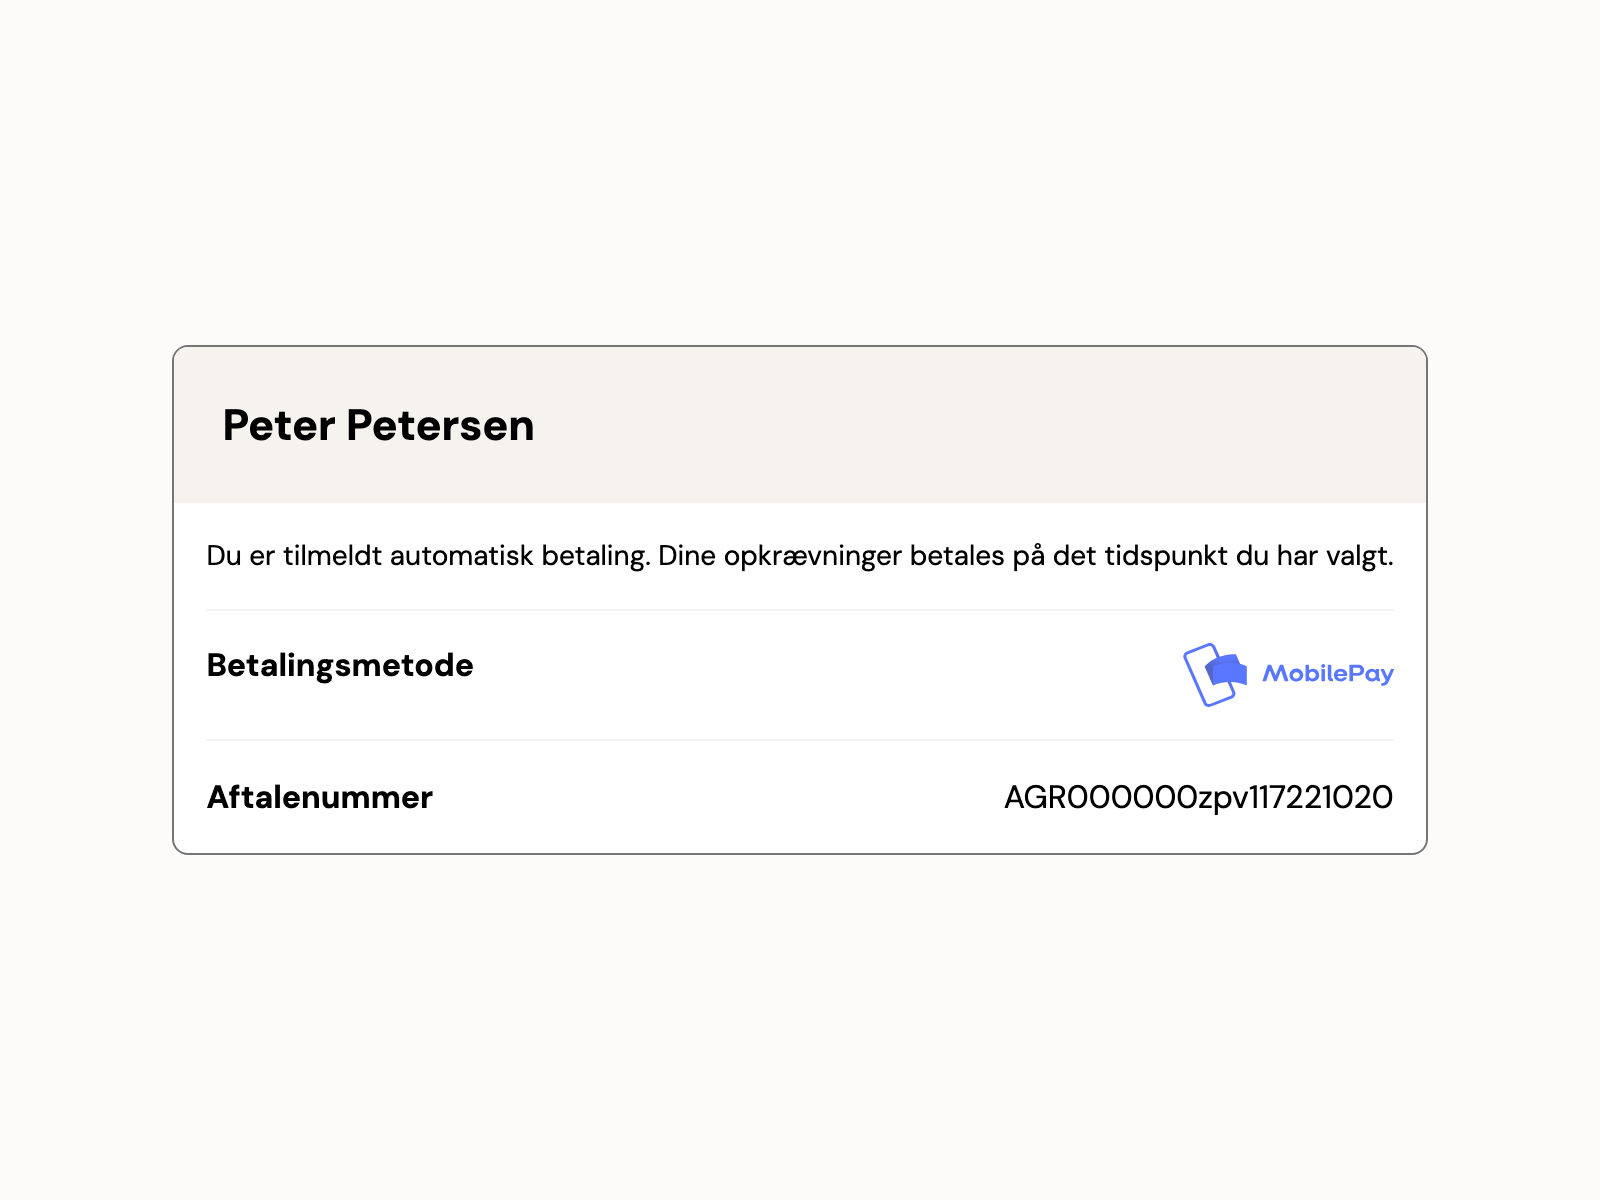 Peter Petersen
Du er tilmeldt automatisk betaling. Dine opkrævninger betales på det tidspunkt du har valgt.
Betalingsmetode
MobilePay
Aftalenummer
AGR000000zpv117221020